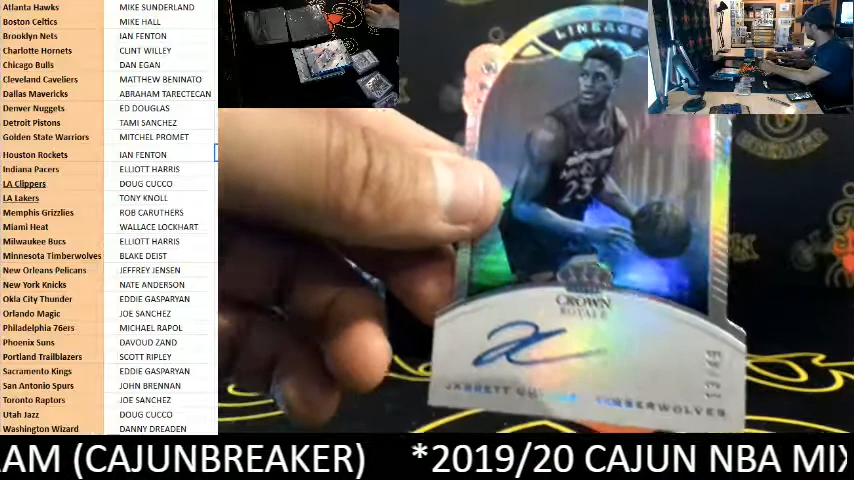 Atlanta Hawks MIKE SUNDERLAND
Boston Celtics MIKE HALL
Brooklyn Nets IAN FENTON
Charlotte Hornets CLINT WILLEY
Chicago Bulls DAN EGAN
Cleveland Caveliers MATTHEW BENINATO
Dallas Mavericks ABRAHAM TARECTECAN
Denver Nuggets ED DOUGLAS
Detroit Pistons TAMI SANCHEZ
Golden State Warriors MITCHEL PROMET
Houston Rockets IAN FENTON
Indiana Pacers ELLIOTT HARRIS
LA Clippers DOUG CUCCO
LA Lakers TONY KNOLL
Memphis Grizzlies ROB CARUTHERS
Miami Heat WALLACE LOCKHART
Milwaukee Bucs ELLIOTT HARRIS
Minnesota Timberwolves BLAKE DEIST
New Orleans Pelicans JEFFREY JENSEN
New York Knicks NATE ANDERSON
Okla City Thunder EDDIE GASPARYAN
Orlando Magic JOE SANCHEZ
Philadelphia 76ers MICHAEL RAPOL
Phoenix Suns DAVOUD ZAND
Portland Trailblazers SCOTT RIPLEY
Sacramento Kings EDDIE GASPARYAN
San Antonio Spurs JOHN BRENNAN
Toronto Raptors JOE SANCHEZ
Utah Jazz DOUG CUCCO
Washington Wizard DANNY DREADEN
LINEAGE
23
CROWN
ROYALE
JARRETT TIMBERWOLVES
AM (CAJUNBREAKER) *2019/20 CAJUN NBA MIX